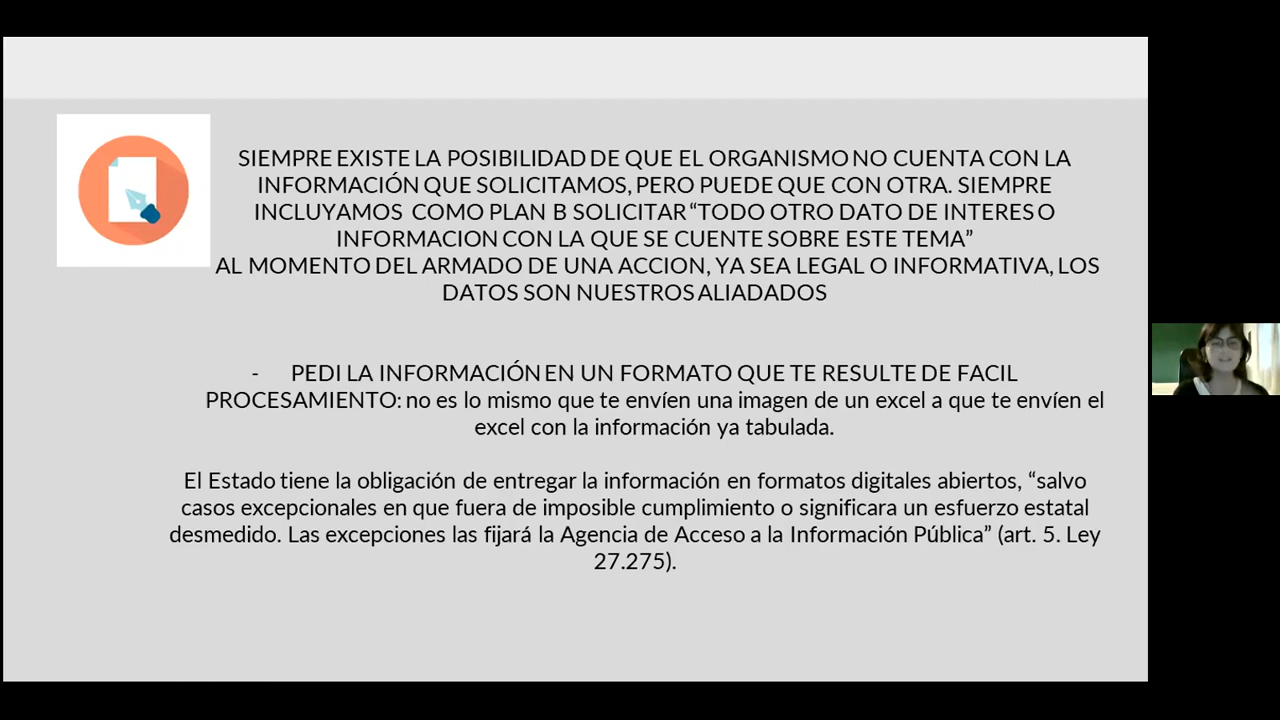 SIEMPRE EXISTE LA POSIBILIDAD DE QUE EL ORGANISMO NO CUENTA CON LA
INFORMACIÓN QUE SOLICITAMOS, PERO PUEDE QUE CON OTRA. SIEMPRE
INCLUYAMOS COMO PLAN B SOLICITAR “TODO OTRO DATO DE INTERES O
INFORMACION CON LA QUE SE CUENTE SOBRE ESTE TEMA”
AL MOMENTO DEL ARMADO DE UNA ACCION, YA SEA LEGAL O INFORMATIVA, LOS
DATOS SON NUESTROS ALIADADOS
- PEDI LA INFORMACIÓN EN UN FORMATO QUE TE RESULTE DE FACIL
PROCESAMIENTO: no es lo mismo que te envíen una imagen de un excel a que te envíen el
excel con la información ya tabulada.
El Estado tiene la obligación de entregar la información en formatos digitales abiertos, “salvo
casos excepcionales en que fuera de imposible cumplimiento o significara un esfuerzo estatal
desmedido. Las excepciones las fijará la Agencia de Acceso a la Información Pública” (art. 5. Ley
27.275).